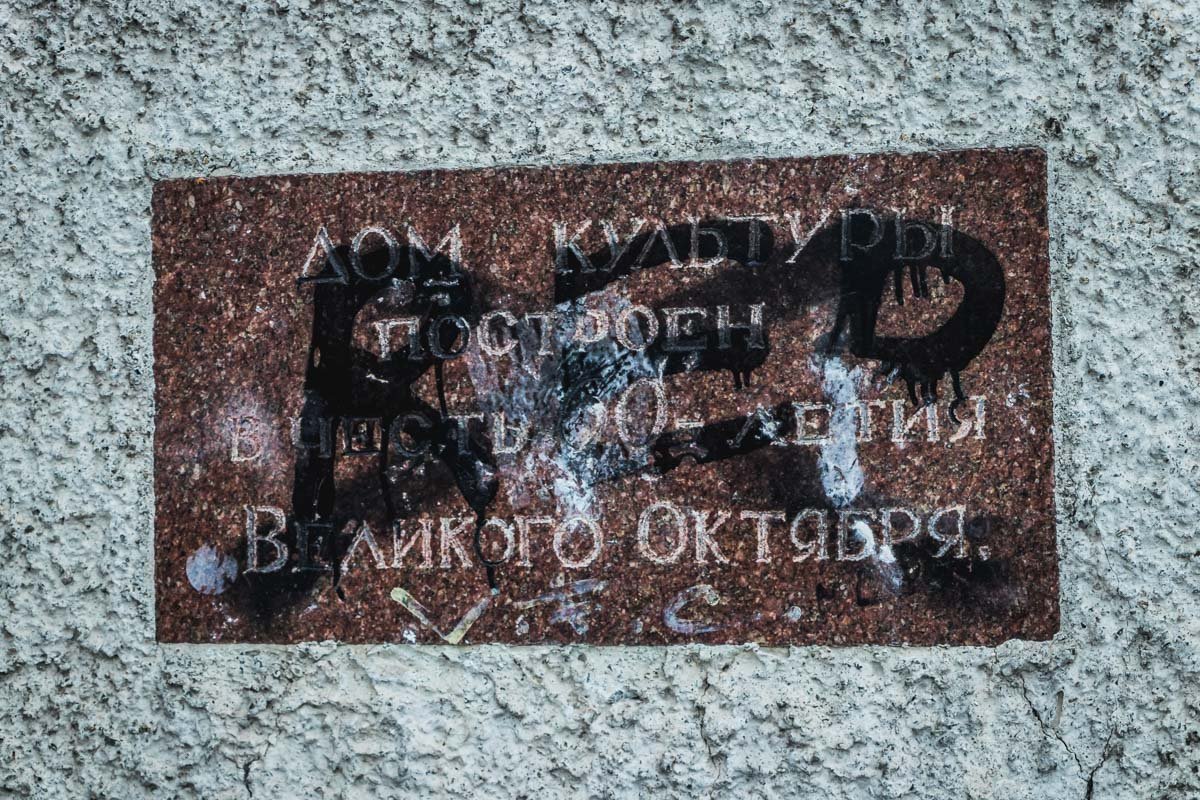 ДОМ КУЛЬТУРЫ
ПОСТРОЕН
В ЧЕСТЬ -ЛЕТИЯ
ВЕЛИКОГО ОКТЯБРЯ.
V.F.C.